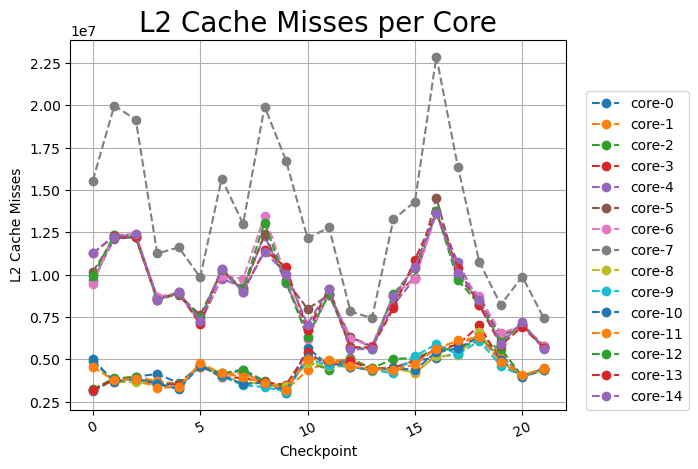 L2 Cache Misses per Core
1e7
2.25
2.00
1.75
1.50
1.25
1.00
0.75
0.50
0.25
L2 Cache Misses
0
5
10
15
20
Checkpoint
core-0
core-1
core-2
core-3
core-4
core-5
core-6
core-7
core-8
core-9
core-10
core-11
core-12
core-13
core-14